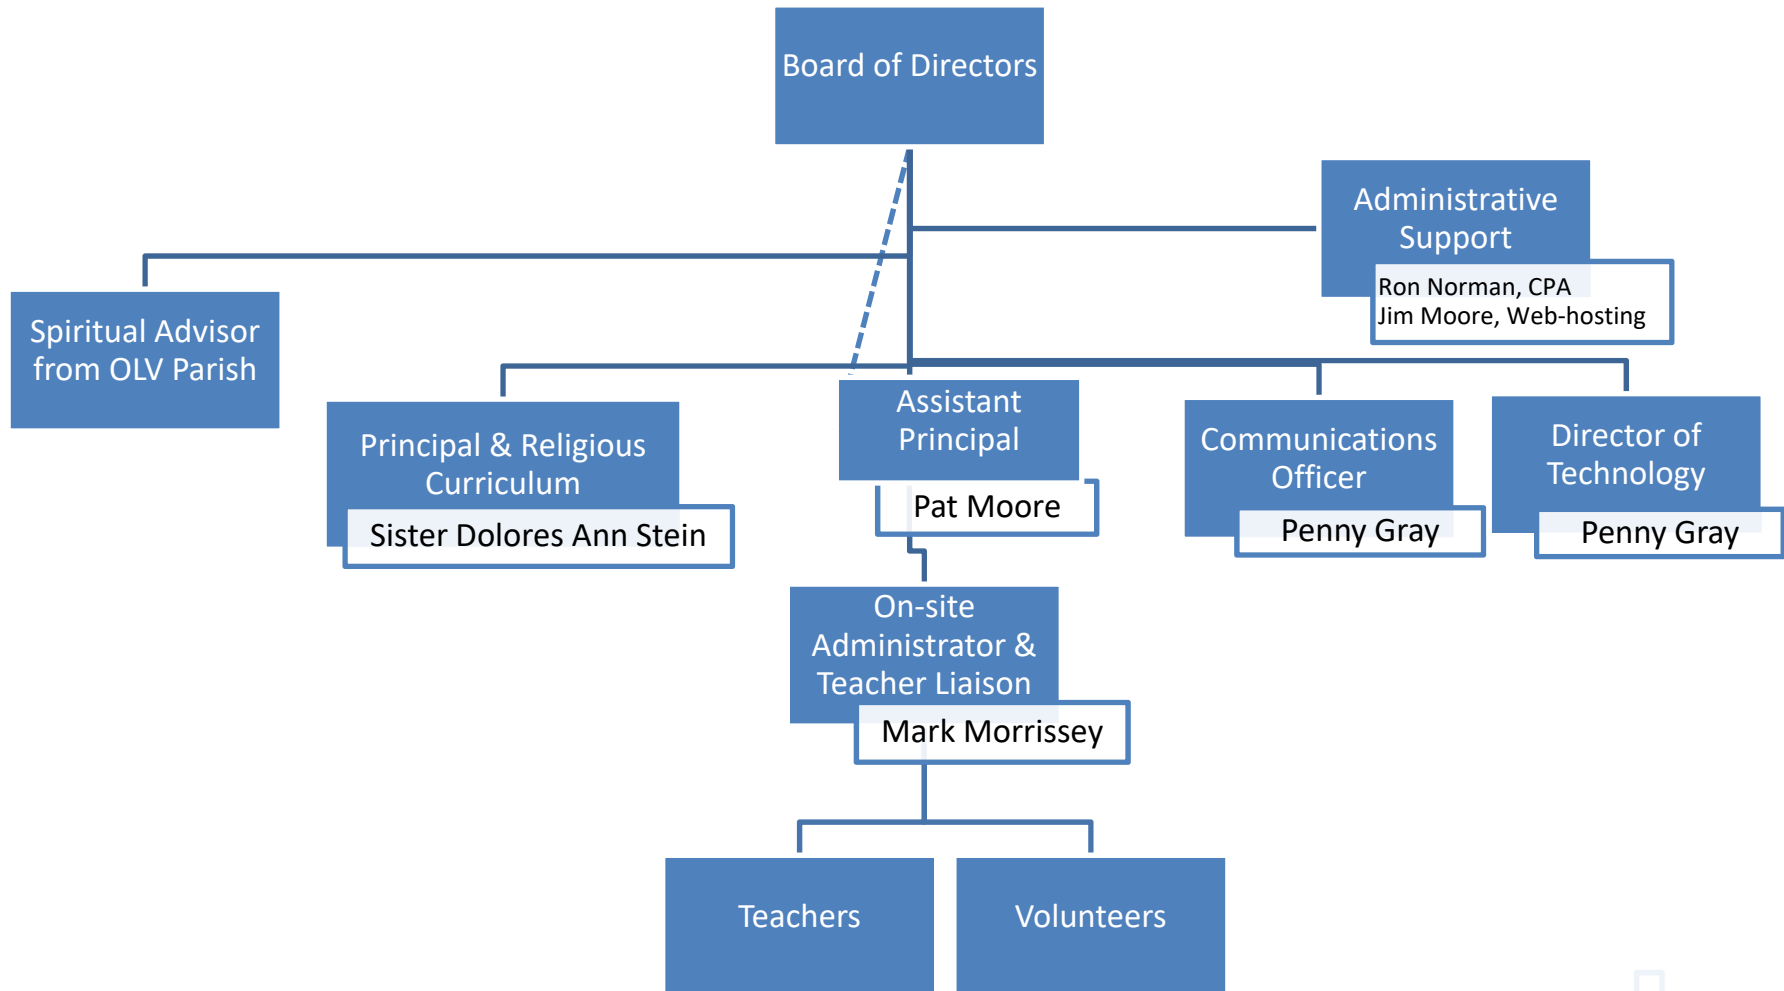 Board of Directors
Administrative
Support
Ron Norman, CPA
Jim Moore, Web-hosting
Spiritual Advisor
from OLV Parish
Principal & Religious
Curriculum
Sister Dolores Ann Stein
Assistant
Principal
Pat Moore
Communications
Officer
Penny Gray
Director of
Technology
Penny Gray
On-site
Administrator &
Teacher Liaison
Mark Morrissey
Teachers
Volunteers